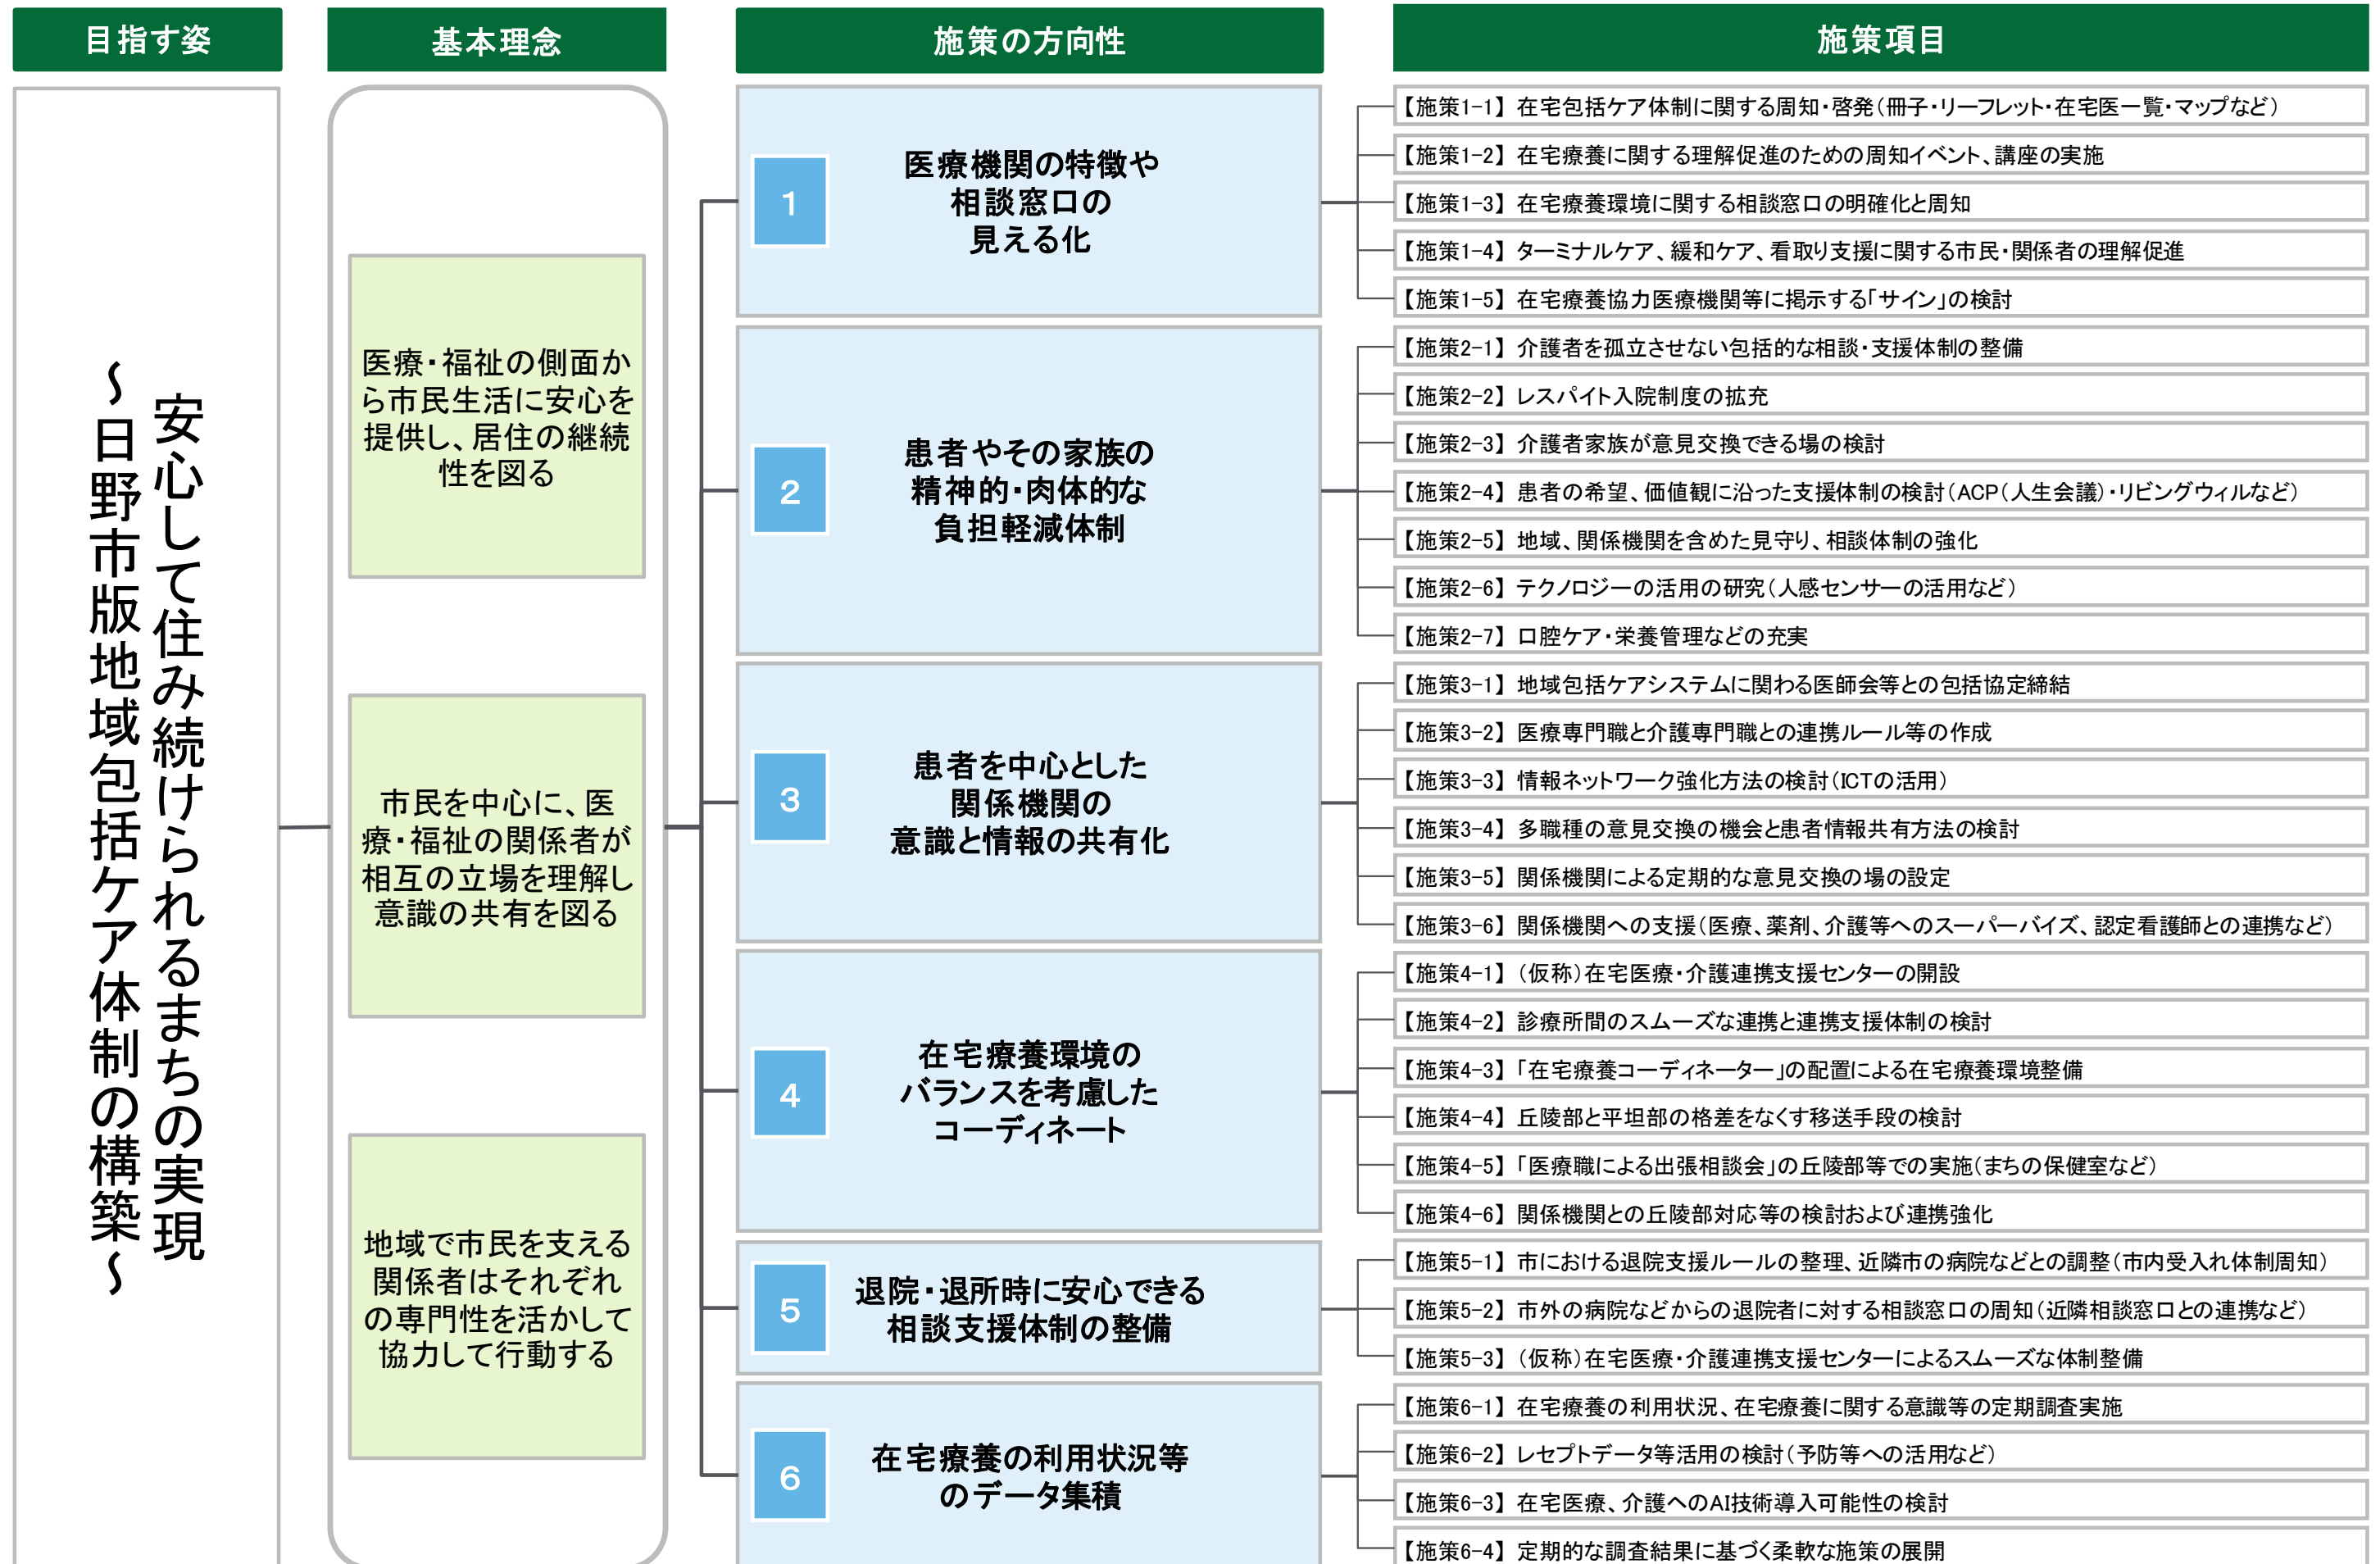 目指す姿
基本理念
施策の方向性
施策項目
安心して住み続けられるまちの実現
～日野市版地域包括ケア体制の構築～
医療・福祉の側面か
ら市民生活に安心を
提供し、居住の継続
性を図る
市民を中心に、医
療・福祉の関係者が
相互の立場を理解し
意識の共有を図る
地域で市民を支える
関係者はそれぞれ
の専門性を活かして
協力して行動する
1
医療機関の特徴や
相談窓口の
見える化
【施策1-1】 在宅包括ケア体制に関する周知・啓発（冊子・リーフレット・在宅医一覧・マップなど）
【施策1-2】 在宅療養に関する理解促進のための周知イベント、講座の実施
【施策1-3】 在宅療養環境に関する相談窓口の明確化と周知
【施策1-4】 ターミナルケア、緩和ケア、看取り支援に関する市民・関係者の理解促進
【施策1-5】 在宅療養協力医療機関等に掲示する「サイン」の検討
2
患者やその家族の
精神的・肉体的な
負担軽減体制
【施策2-1】 介護者を孤立させない包括的な相談・支援体制の整備
【施策2-2】 レスパイト入院制度の拡充
【施策2-3】 介護者家族が意見交換できる場の検討
【施策2-4】 患者の希望、価値観に沿った支援体制の検討（ACP（人生会議）・リビングウィルなど）
【施策2-5】 地域、関係機関を含めた見守り、相談体制の強化
【施策2-6】 テクノロジーの活用の研究（人感センサーの活用など）
【施策2-7】 口腔ケア・栄養管理などの充実
3
患者を中心とした
関係機関の
意識と情報の共有化
【施策3-1】 地域包括ケアシステムに関わる医師会等との包括協定締結
【施策3-2】 医療専門職と介護専門職との連携ルール等の作成
【施策3-3】 情報ネットワーク強化方法の検討（ICTの活用）
【施策3-4】 多職種の意見交換の機会と患者情報共有方法の検討
【施策3-5】 関係機関による定期的な意見交換の場の設定
【施策3-6】 関係機関への支援（医療、薬剤、介護等へのスーパーバイズ、認定看護師との連携など）
4
在宅療養環境の
バランスを考慮した
コーディネート
【施策4-1】 （仮称）在宅医療・介護連携支援センターの開設
【施策4-2】 診療所間のスムーズな連携と連携支援体制の検討
【施策4-3】 「在宅療養コーディネーター」の配置による在宅療養環境整備
【施策4-4】 丘陵部と平坦部の格差をなくす移送手段の検討
【施策4-5】 「医療職による出張相談会」の丘陵部等での実施（まちの保健室など）
【施策4-6】 関係機関との丘陵部対応等の検討および連携強化
5
退院・退所時に安心できる
相談支援体制の整備
【施策5-1】 市における退院支援ルールの整理、近隣市の病院などとの調整（市内受入れ体制周知）
【施策5-2】 市外の病院などからの退院者に対する相談窓口の周知（近隣相談窓口との連携など）
【施策5-3】 （仮称）在宅医療・介護連携支援センターによるスムーズな体制整備
6
在宅療養の利用状況等
のデータ集積
【施策6-1】 在宅療養の利用状況、在宅療養に関する意識等の定期調査実施
【施策6-2】 レセプトデータ等活用の検討（予防等への活用など）
【施策6-3】 在宅医療、介護へのAI技術導入可能性の検討
【施策6-4】 定期的な調査結果に基づく柔軟な施策の展開